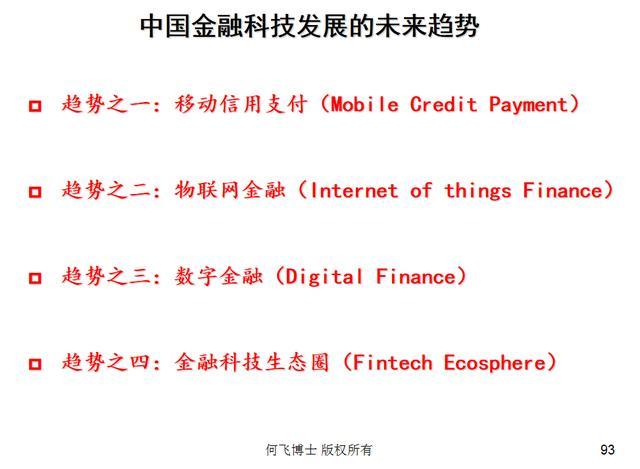 中国金融科技发展的未来趋势
趋势之一：移动信用支付（Mobile Credit Payment）
趋势之二：物联网金融（Internet of things Finance）
趋势之三：数字金融（Digital Finance）
趋势之四：金融科技生态圈（Fintech Ecosphere）
何飞博士 版权所有
93